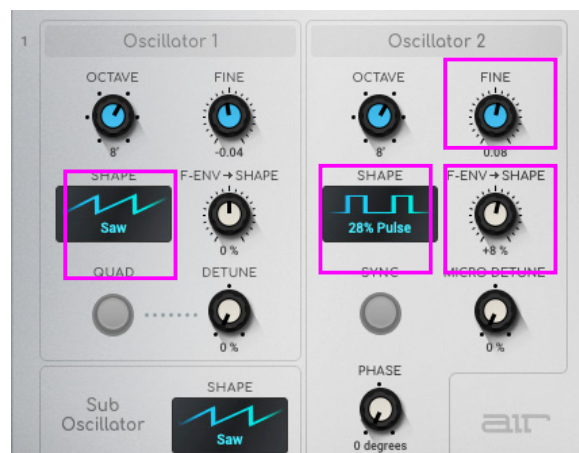 1
Oscillator 1
OCTAVE
FINE
8'
-0.04
SHAPE
F-ENV→SHAPE
Saw
0 %
QUAD
DETUNE
0 %
Sub
Oscillator
SHAPE
Saw
Oscillator 2
OCTAVE
FINE
8'
0.08
SHAPE
F-ENV→SHAPE
28% Pulse
+8 %
SYNC
MICRO DETUNE
0 %
PHASE
0 degrees
air